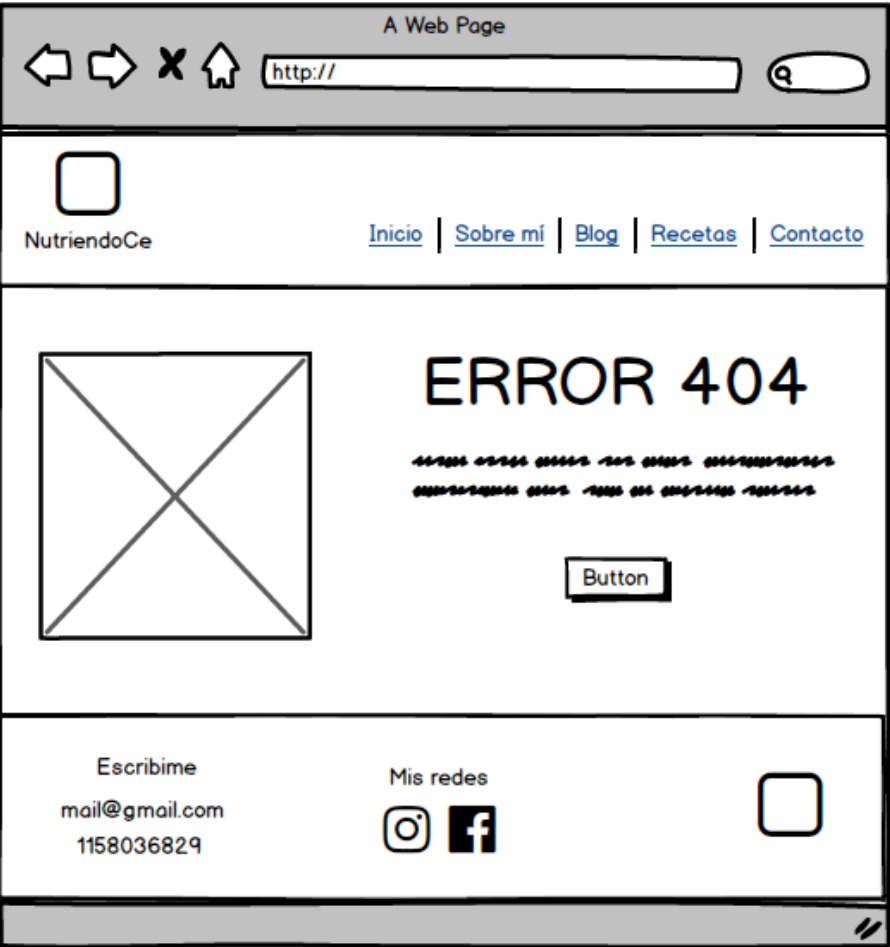 A Web Page
http://
NutriendoCe
Inicio | Sobre mí | Blog | Recetas | Contacto
ERROR 404
Button
Escribime
mail@gmail.com
1158036829
Mis redes